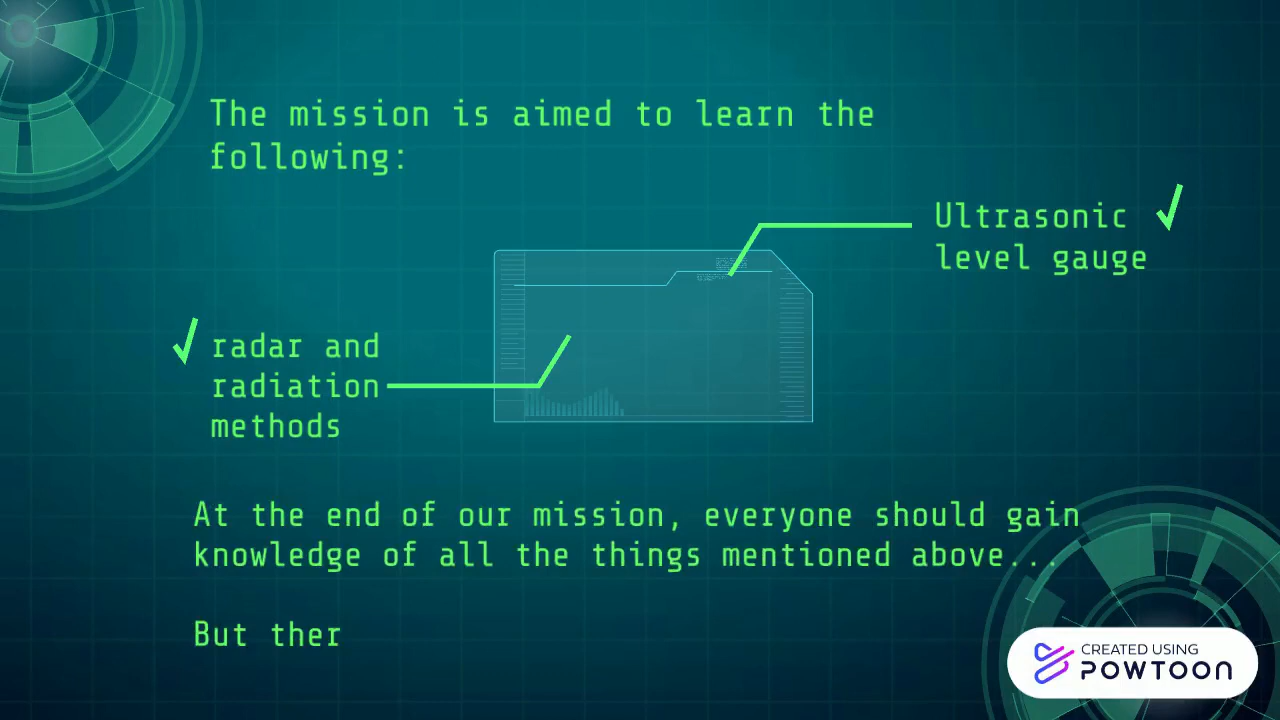 The mission is aimed to learn the
following:
Ultrasonic
level gauge
radar and
radiation
methods
At the end of our mission, everyone should gain
knowledge of all the things mentioned above...
But ther
CREATED USING
POWTOON